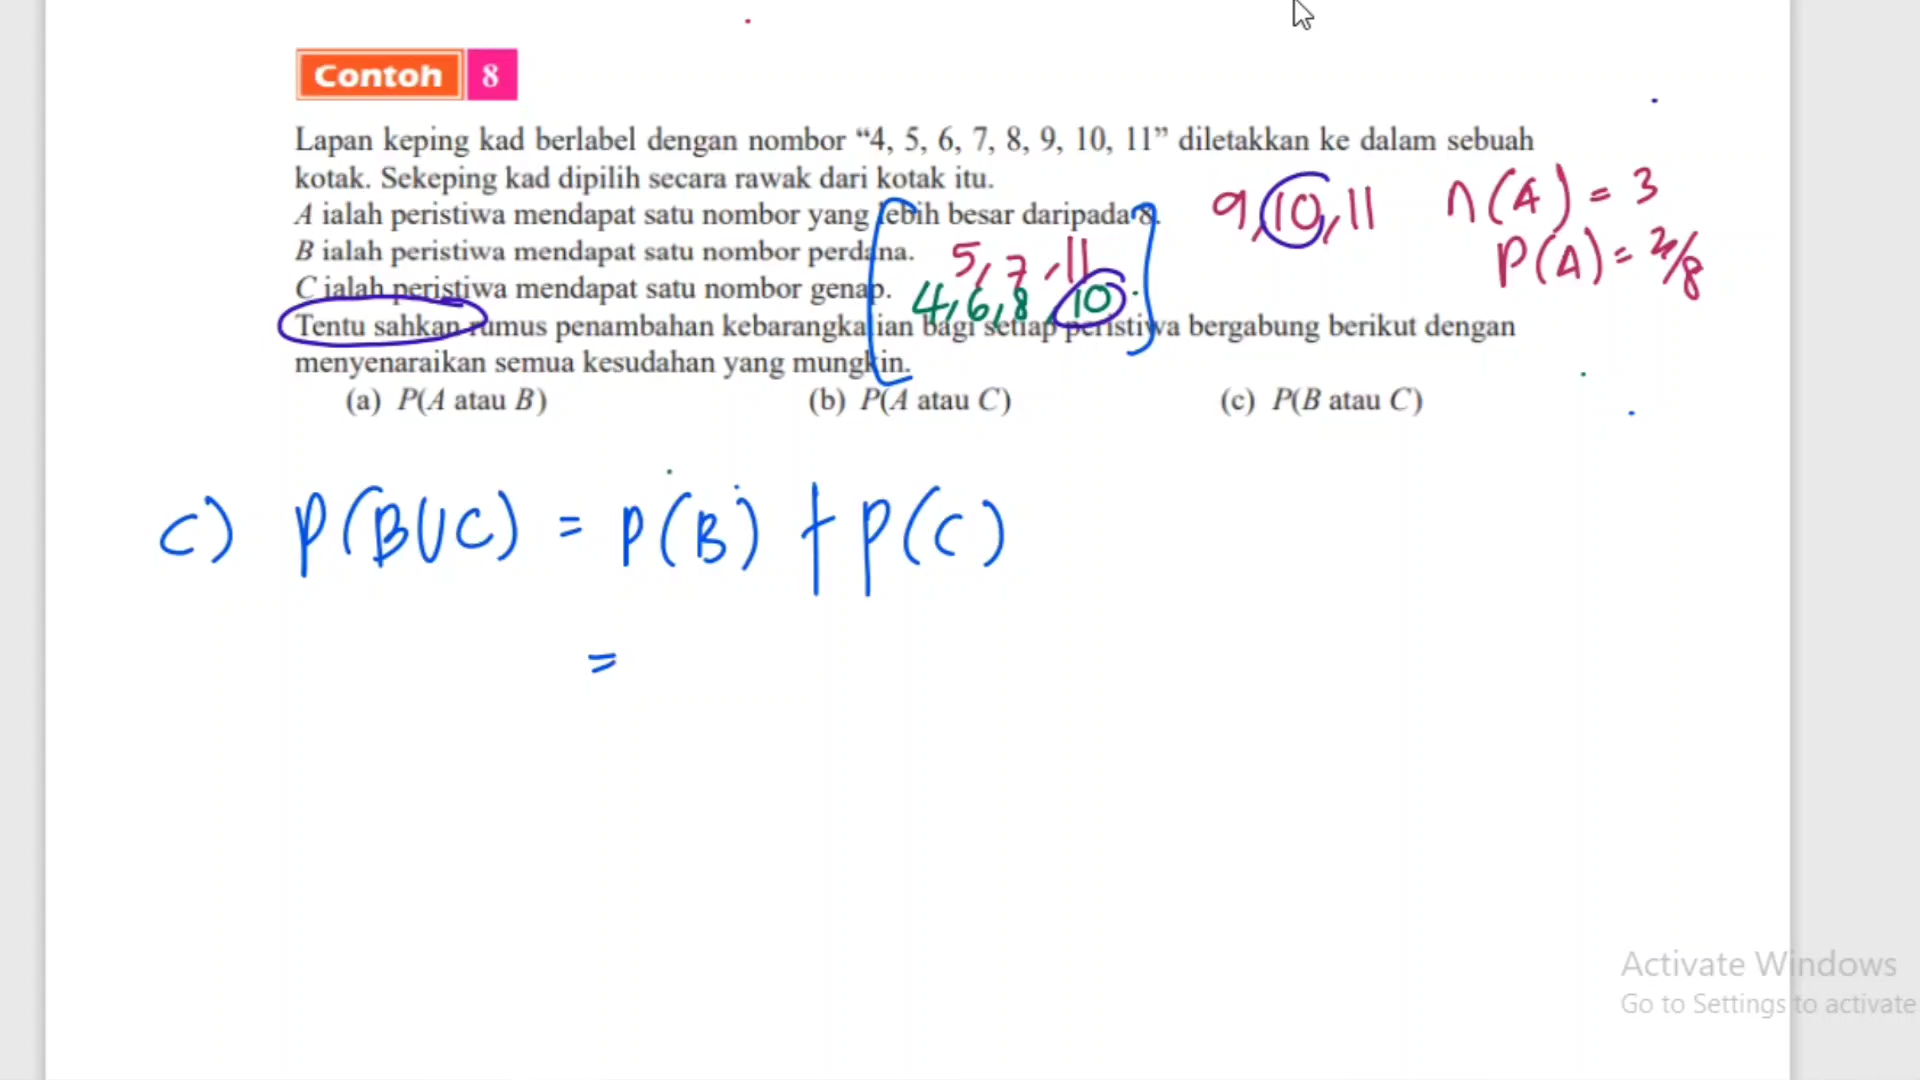 Contoh 8
Lapan keping kad berlabel dengan nombor “4, 5, 6, 7, 8, 9, 10, 11” diletakkan ke dalam sebuah
kotak. Sekeping kad dipilih secara rawak dari kotak itu.
A ialah peristiwa mendapat satu nombor yang lebih besar daripada 8.
9, 10, 11
n(A) = 3
B ialah peristiwa mendapat satu nombor perdana.
5, 7, 11
P(A) = 3/8
C ialah peristiwa mendapat satu nombor genap.
4, 6, 8, 10
Tentu sahkan rumus penambahan kebarangkalian bagi setiap peristiwa bergabung berikut dengan
menyenaraikan semua kesudahan yang mungkin.
(a) P(A atau B) (b) P(A atau C) (c) P(B atau C)
c) P(B∪C) = P(B) + P(C)
=
Activate Windows
Go to Settings to activate